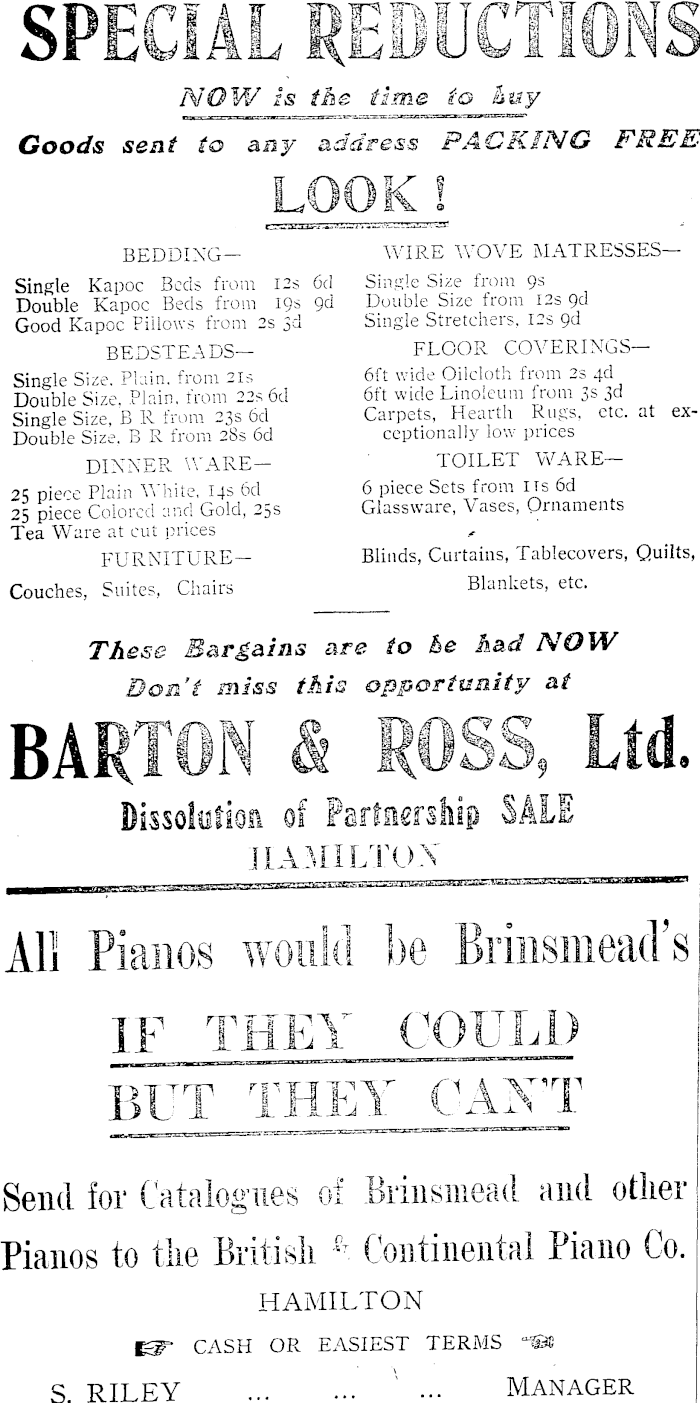 SPECIAL REDUCTIONS
NOW is the time to buy
Goods sent to any address PACKING FREE
LOOK!
BEDDING—
Single Kapoc Beds from 12s 6d
Double Kapoc Beds from 19s 9d
Good Kapoc Pillows from 2s 3d
BEDSTEADS—
Single Size, Plain, from 21s
Double Size, Plain, from 22s 6d
Single Size, B R from 23s 6d
Double Size, B R from 28s 6d
DINNER WARE—
25 piece Plain White, 14s 6d
25 piece Colored and Gold, 25s
Tea Ware at cut prices
FURNITURE—
Couches, Suites, Chairs
WIRE WOVE MATRESSES—
Single Size from 9s
Double Size from 12s 9d
Single Stretchers, 12s 9d
FLOOR COVERINGS—
6ft wide Oilcloth from 2s 4d
6ft wide Linoleum from 3s 3d
Carpets, Hearth Rugs, etc. at ex-
ceptionally low prices
TOILET WARE—
6 piece Sets from 11s 6d
Glassware, Vases, Ornaments
Blinds, Curtains, Tablecovers, Quilts,
Blankets, etc.
These Bargains are to be had NOW
Don't miss this opportunity at
BARTON & ROSS, Ltd.
Dissolution of Partnership SALE
HAMILTON
All Pianos would be Brinsmead's
IF THEY COULD
BUT THEY CAN'T
Send for Catalogues of Brinsmead and other
Pianos to the British & Continental Piano Co.
HAMILTON
CASH OR EASIEST TERMS
S. RILEY ... ... ... MANAGER